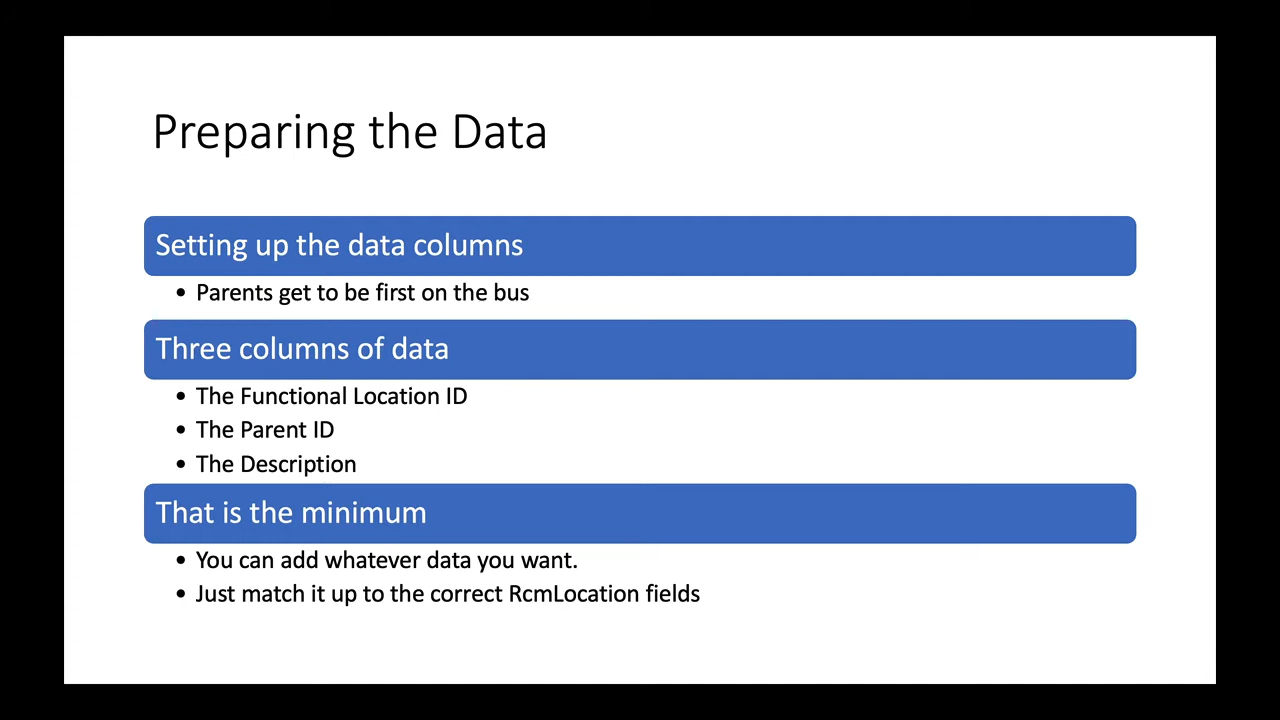 Preparing the Data
Setting up the data columns
• Parents get to be first on the bus
Three columns of data
• The Functional Location ID
• The Parent ID
• The Description
That is the minimum
• You can add whatever data you want.
• Just match it up to the correct RcmLocation fields